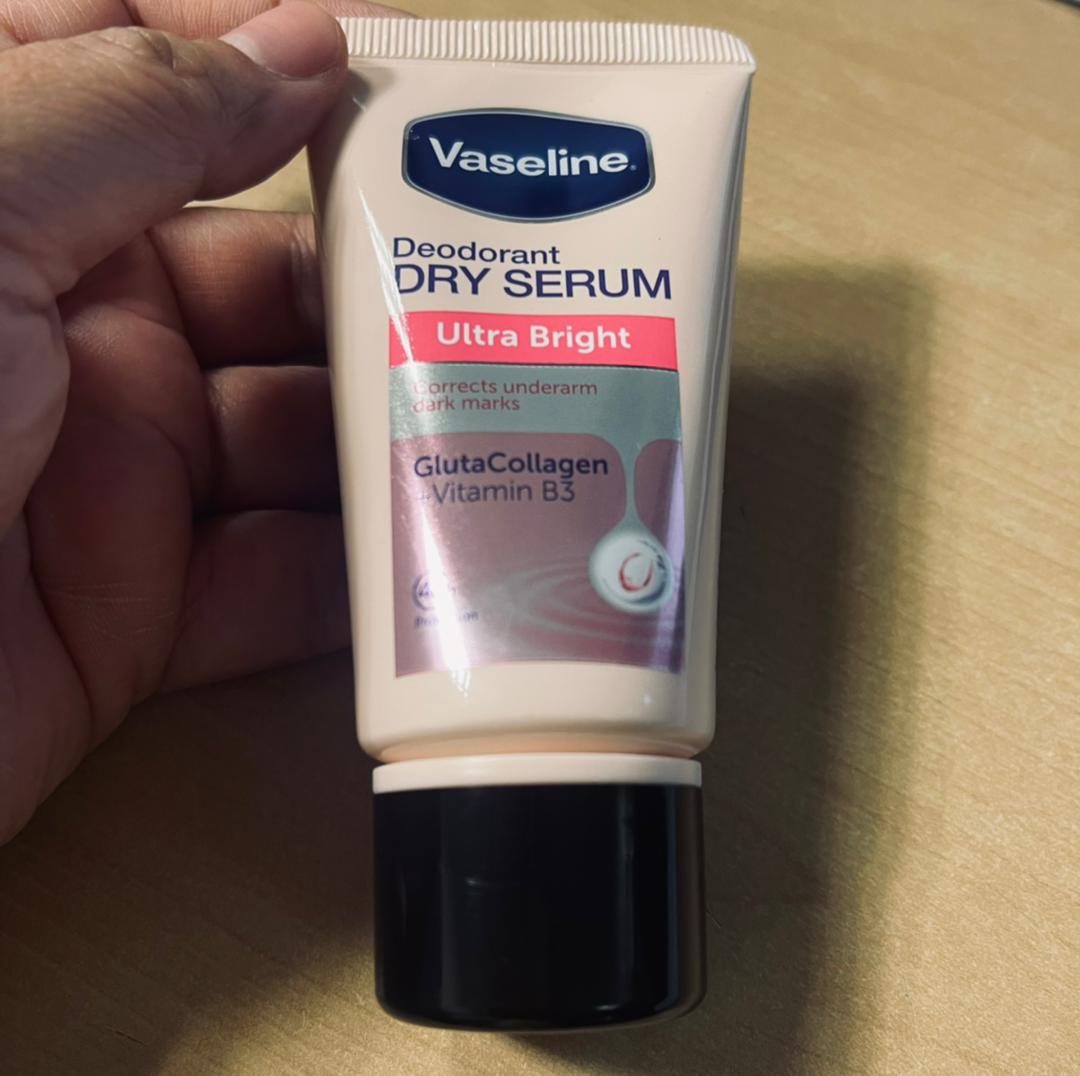 Vaseline
Deodorant
DRY SERUM
Ultra Bright
Corrects underarm
dark marks
GlutaCollagen
+Vitamin B3